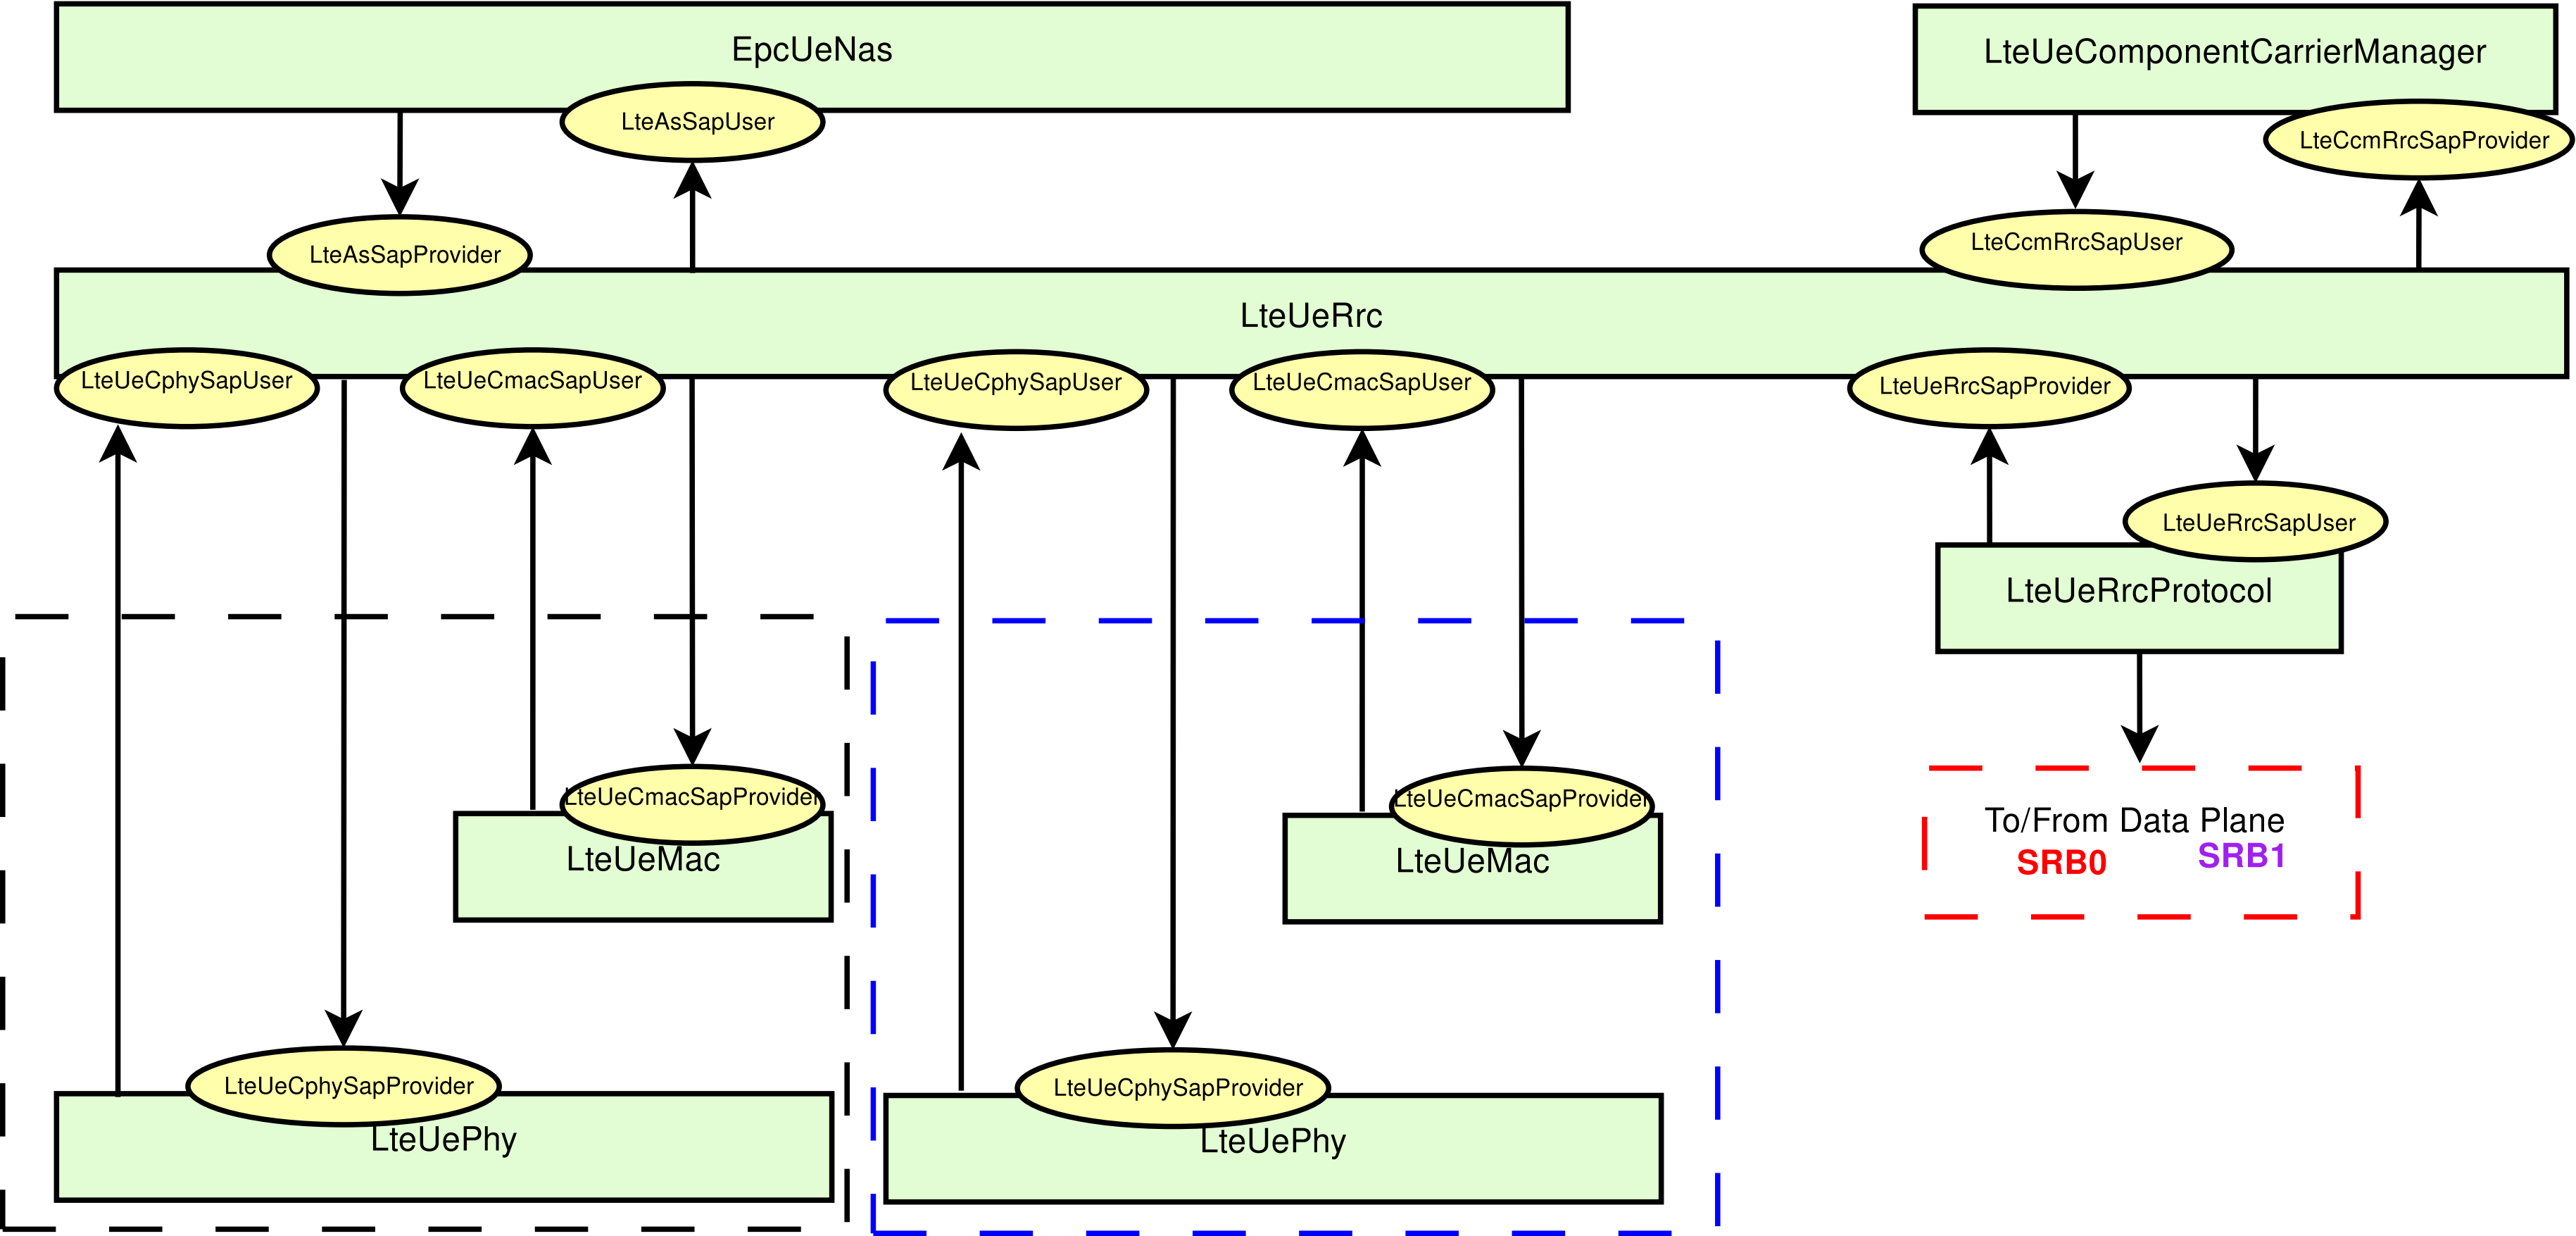 EpcUeNas
LteUeComponentCarrierManager
LteAsSapUser
LteCcmRrcSapProvider
LteAsSapProvider
LteCcmRrcSapUser
LteUeRrc
LteUeCphySapUser
LteUeCmacSapUser
LteUeCphySapUser
LteUeCmacSapUser
LteUeRrcSapProvider
LteUeRrcSapUser
LteUeRrcProtocol
LteUeCmacSapProvider
LteUeMac
LteUeCmacSapProvider
LteUeMac
To/From Data Plane
SRB0 SRB1
LteUeCphySapProvider
LteUePhy
LteUeCphySapProvider
LteUePhy